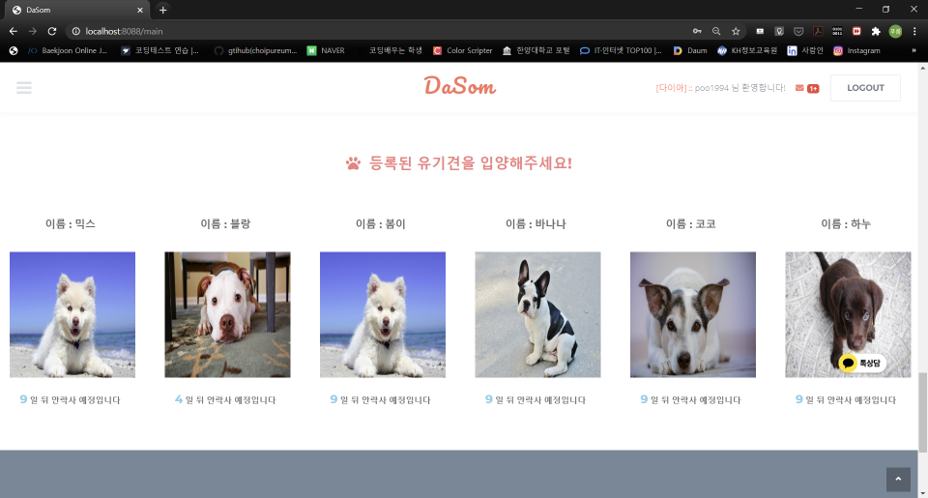 DaSom
localhost:8088/main
Baekjoon Online J...
코딩테스트 연습 |...
gtihub(choipureum...
NAVER
코딩배우는 학생
Color Scripter
한양대학교 포털
IT-인터넷 TOP100 |...
Daum
KH정보교육원
사람인
Instagram
»
DaSom
[다이아] :: poo1994 님 환영합니다!
1+
LOGOUT
등록된 유기견을 입양해주세요!
이름 : 믹스
이름 : 블랑
이름 : 봄이
이름 : 바나나
이름 : 코코
이름 : 하누
톡상담
9 일 뒤 안락사 예정입니다
4 일 뒤 안락사 예정입니다
9 일 뒤 안락사 예정입니다
9 일 뒤 안락사 예정입니다
9 일 뒤 안락사 예정입니다
9 일 뒤 안락사 예정입니다